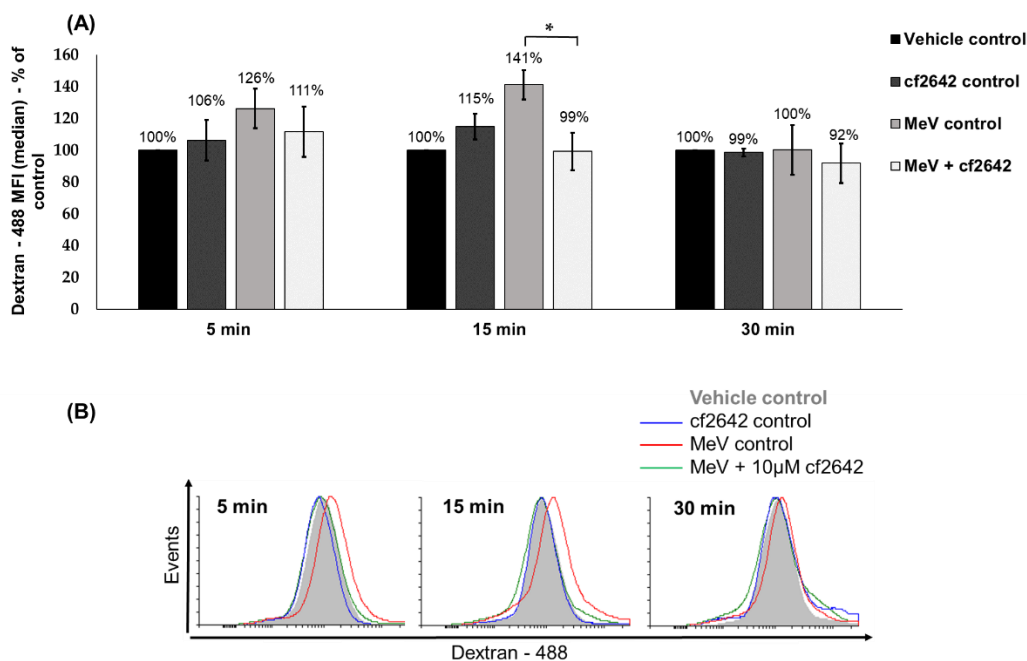 (A)
Dextran - 488 MFI (median) - % of
control
160
140
120
100
80
60
40
20
0
100%
106%
126%
111%
100%
115%
141%
99%
*
100%
99%
100%
92%
5 min
15 min
30 min
Vehicle control
cf2642 control
MeV control
MeV + cf2642
(B)
Vehicle control
cf2642 control
MeV control
MeV + 10µM cf2642
Events
5 min
15 min
30 min
Dextran - 488